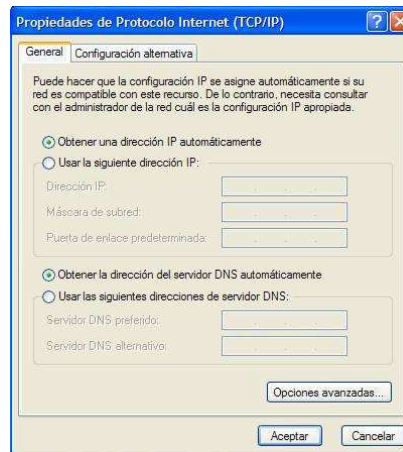 Propiedades de Protocolo Internet (TCP/IP)
General
Configuración alternativa
Puede hacer que la configuración IP se asigne automáticamente si su
red es compatible con este recurso. De lo contrario, necesita consultar
con el administrador de la red cuál es la configuración IP apropiada.
Obtener una dirección IP automáticamente
Usar la siguiente dirección IP:
Dirección IP:
Máscara de subred:
Puerta de enlace predeterminada:
Obtener la dirección del servidor DNS automáticamente
Usar las siguientes direcciones de servidor DNS:
Servidor DNS preferido:
Servidor DNS alternativo:
Opciones avanzadas...
Aceptar
Cancelar